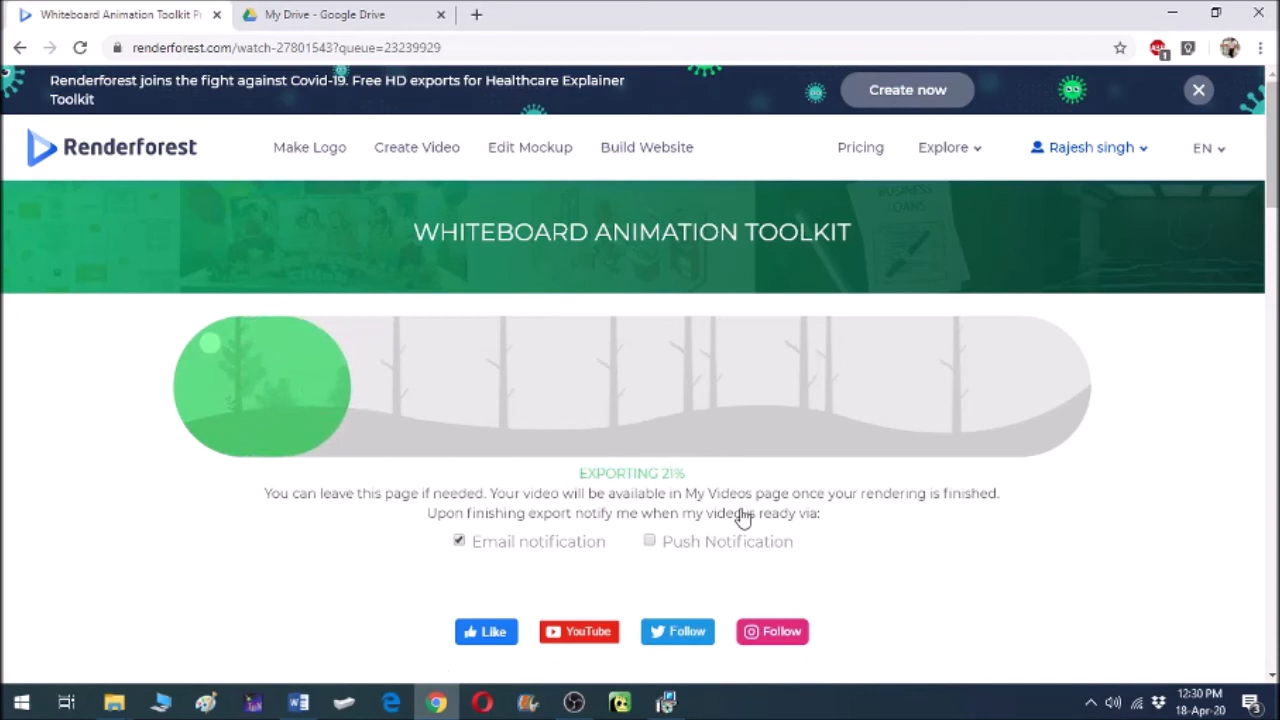 Whiteboard Animation Toolkit P
My Drive - Google Drive
renderforest.com/watch-27801543?queue=23239929
Renderforest joins the fight against Covid-19. Free HD exports for Healthcare Explainer
Toolkit
Create now
Renderforest
Make Logo Create Video Edit Mockup Build Website Pricing Explore Rajesh singh EN
BUSINESS
LOANS
WHITEBOARD ANIMATION TOOLKIT
EXPORTING 21%
You can leave this page if needed. Your video will be available in My Videos page once your rendering is finished.
Upon finishing export notify me when my video is ready via:
Email notification Push Notification
Like YouTube Follow Follow
12:30 PM
18-Apr-20